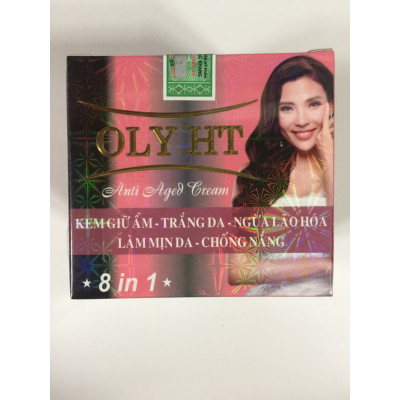 OLY HT
Anti Aged Cream
KEM GIỮ ẨM - TRẮNG DA - NGỪA LÃO HÓA
LÀM MỊN DA - CHỐNG NẮNG
★ 8 in 1 ★